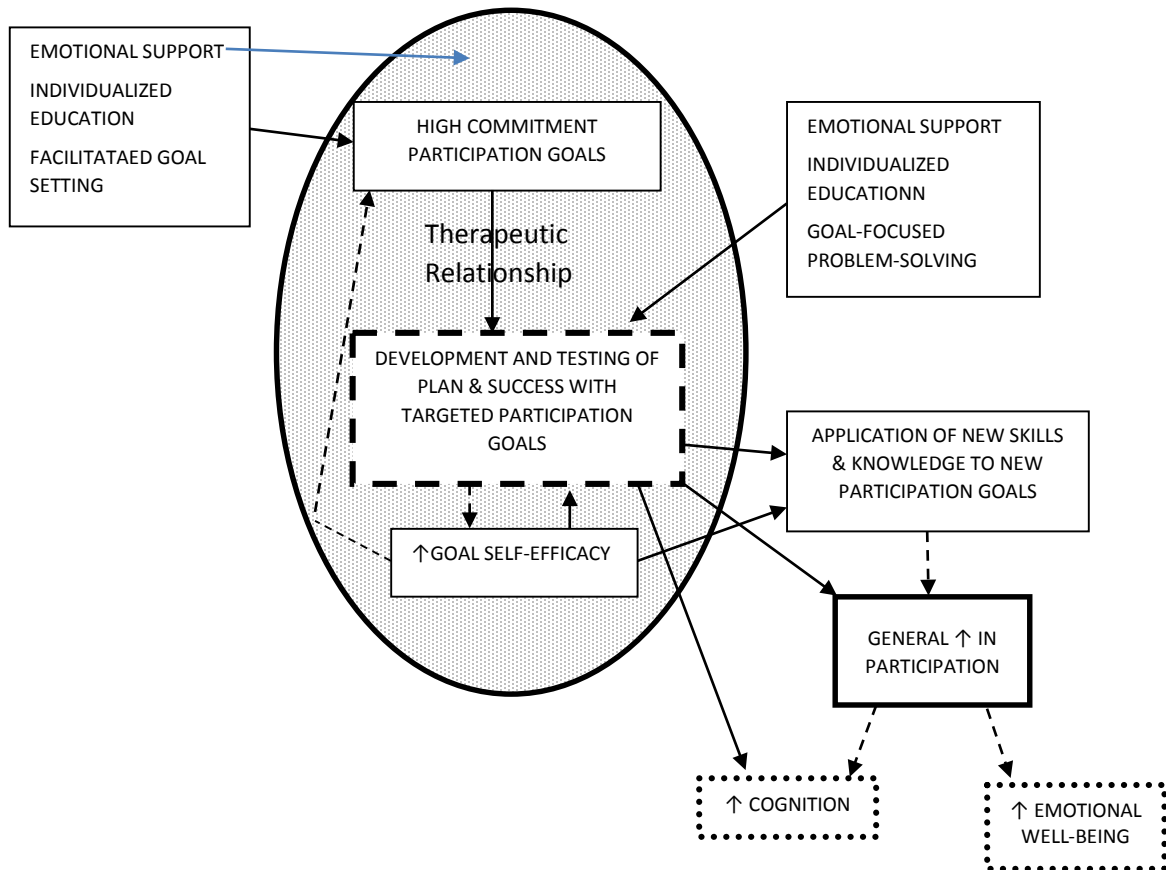 EMOTIONAL SUPPORT
INDIVIDUALIZED
EDUCATION
FACILITATAED GOAL
SETTING
HIGH COMMITMENT
PARTICIPATION GOALS
EMOTIONAL SUPPORT
INDIVIDUALIZED
EDUCATIONN
GOAL-FOCUSED
PROBLEM-SOLVING
Therapeutic
Relationship
DEVELOPMENT AND TESTING OF
PLAN & SUCCESS WITH
TARGETED PARTICIPATION
GOALS
APPLICATION OF NEW SKILLS
& KNOWLEDGE TO NEW
PARTICIPATION GOALS
↑GOAL SELF-EFFICACY
GENERAL ↑ IN
PARTICIPATION
↑ COGNITION
↑ EMOTIONAL
WELL-BEING